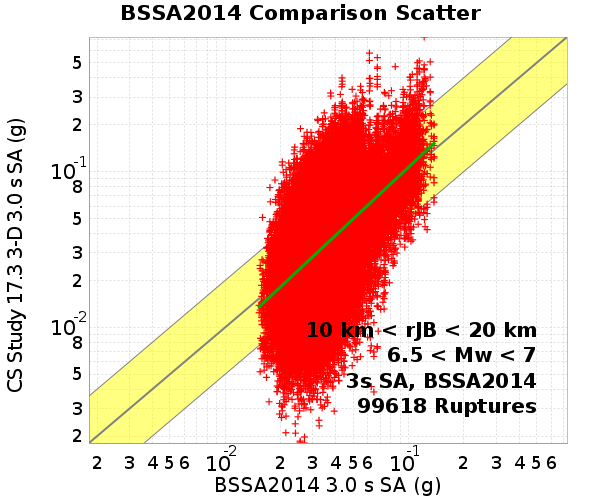 BSSA2014 Comparison Scatter
CS Study 17.3 3-D 3.0 s SA (g)
5
3
2
10⁻¹
8
5
3
2
10⁻²
8
5
3
2
10 km < rJB < 20 km
6.5 < Mw < 7
3s SA, BSSA2014
99618 Ruptures
2 3 4 5 6 10⁻² 2 3 4 5 6 10⁻¹ 2 3 4 5 6
BSSA2014 3.0 s SA (g)